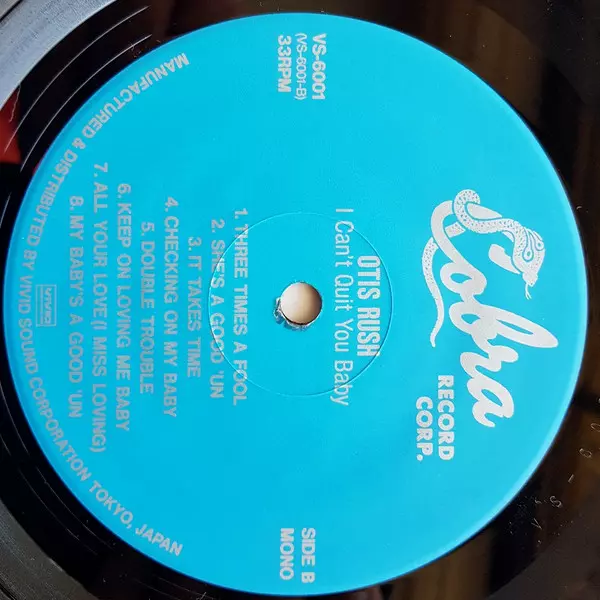 Cobra
RECORD
CORP.
VS-6001
(VS-6001-B)
33RPM
SIDE B
MONO
OTIS RUSH
I Can't Quit You Baby
1. THREE TIMES A FOOL
2. SHE'S A GOOD 'UN
3. IT TAKES TIME
4. CHECKING ON MY BABY
5. DOUBLE TROUBLE
6. KEEP ON LOVING ME BABY
7. ALL YOUR LOVE (I MISS LOVING)
8. MY BABY'S A GOOD 'UN
VIVID
MANUFACTURED & DISTRIBUTED BY VIVID SOUND CORPORATION TOKYO, JAPAN